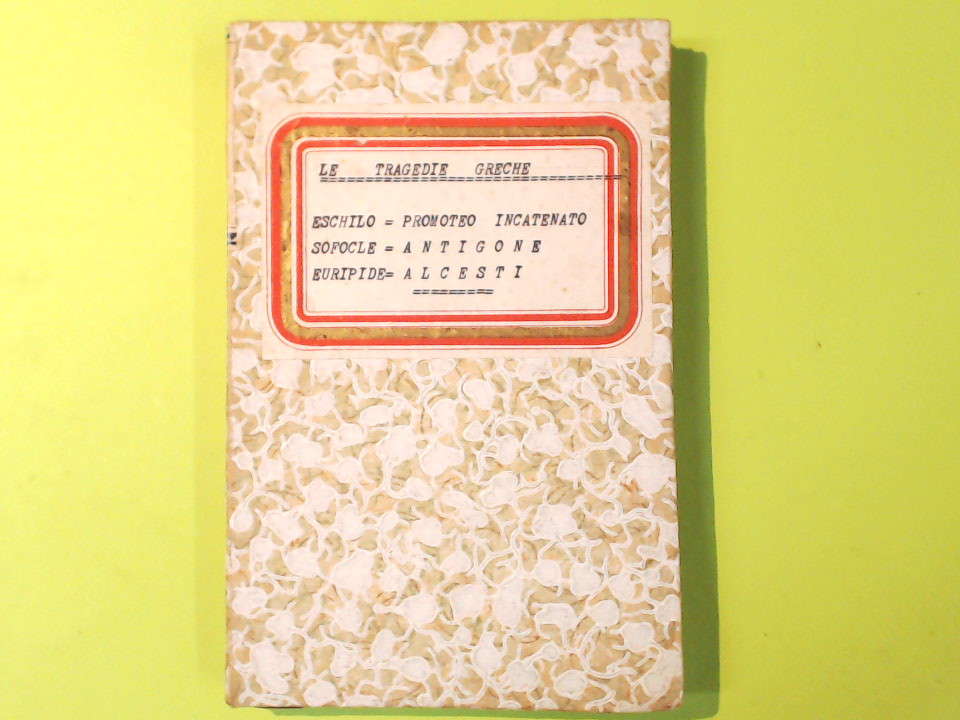 LE TRAGEDIE GRECHE
ESCHILO = PROMOTEO INCATENATO
SOFOCLE = A N T I G O N E
EURIPIDE= A L C E S T I